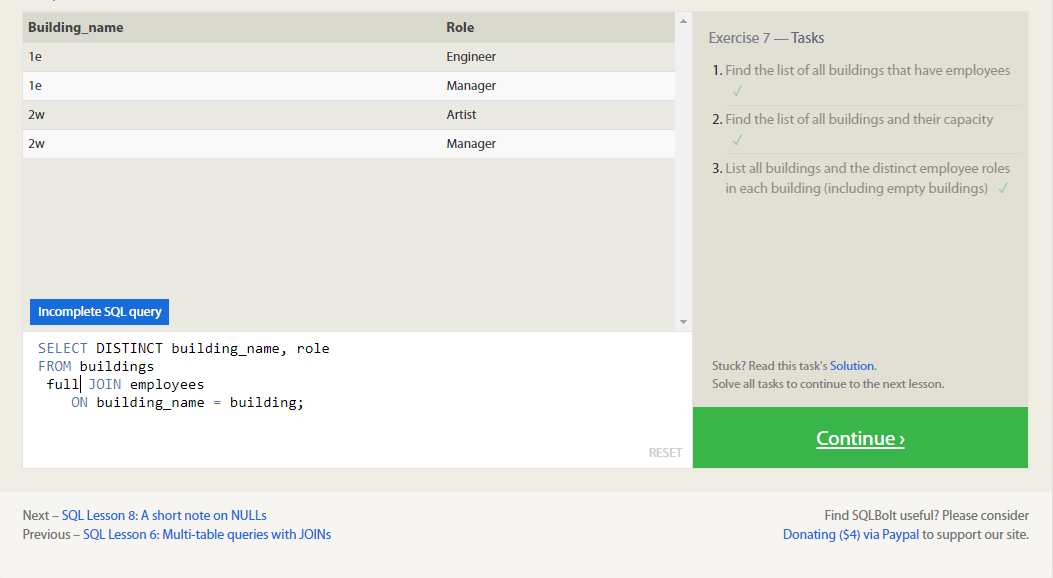 Building_name Role
1e Engineer
1e Manager
2w Artist
2w Manager
Incomplete SQL query
SELECT DISTINCT building_name, role
FROM buildings
full JOIN employees
ON building_name = building;
RESET
Exercise 7 — Tasks
1. Find the list of all buildings that have employees
✓
2. Find the list of all buildings and their capacity
✓
3. List all buildings and the distinct employee roles
in each building (including empty buildings) ✓
Stuck? Read this task's Solution.
Solve all tasks to continue to the next lesson.
Continue ›
Next – SQL Lesson 8: A short note on NULLs
Previous – SQL Lesson 6: Multi-table queries with JOINs
Find SQLBolt useful? Please consider
Donating ($4) via Paypal to support our site.